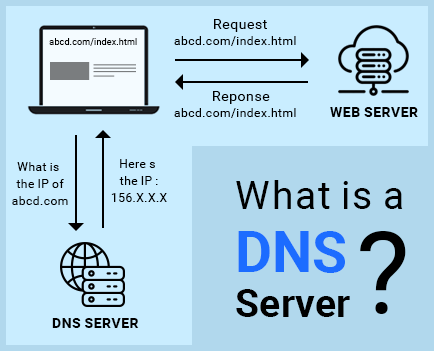 abcd.com/index.html
Request
abcd.com/index.html
Reponse
abcd.com/index.html
WEB SERVER
What is
the IP of
abcd.com
Here s
the IP :
156.X.X.X
DNS SERVER
What is a
DNS
Server ?